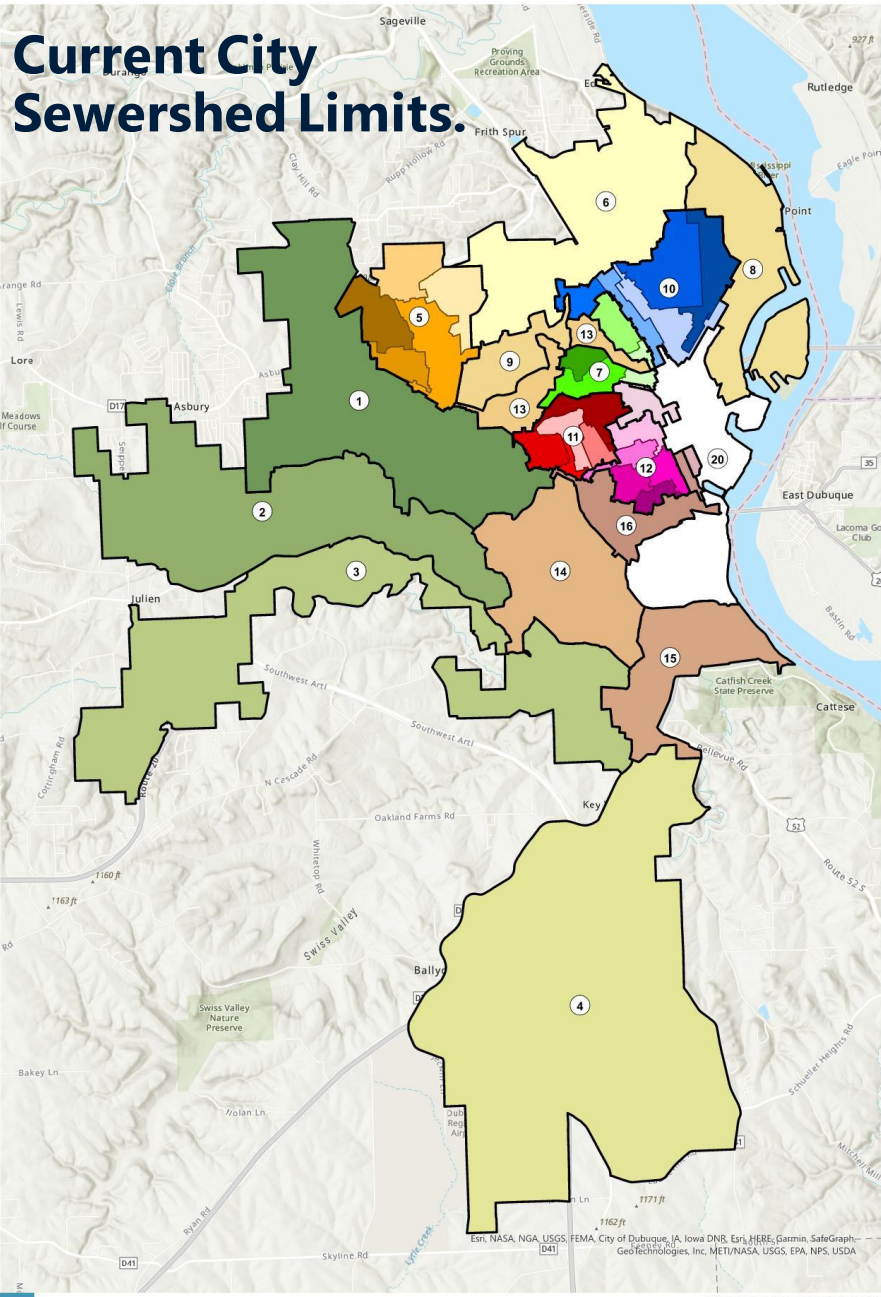 Current City
Sewershed Limits.
Sageville
927 ft
Proving
Grounds
Recreation Area
Rutledge
Frith Spur
Rupp Hollow Rd
Clay Hill Rd
Mississippi
River
Eagle Point
Point
6
8
10
Lewis Rd
5
13
Lore
9
7
D17
Asbury
1
13
Meadows
lf Course
11
12
20
35
East Dubuque
2
16
Lacoma Go
Club
3
14
Julien
Bastin Rd
15
Southwest Artl
Catfish Creek
State Preserve
Cattese
Southwest Artl
Bellevue Rd
Cottingham Rd
Route 20
N Cascade Rd
Key
Oakland Farms Rd
52
Whitetop Rd
Route 52 S
1160 ft
1163 ft
Swiss Valley
Rd
4
Swiss Valley
Nature
Preserve
Bakey Ln
Schueller Heights Rd
Nolan Ln
Mitchell Mill
1171 ft
1162 ft
Ryan Rd
Lytle Creek
Skyline Rd
D41
D41
Esri, NASA, NGA, USGS, FEMA, City of Dubuque, IA, Iowa DNR, Esri, HERE, Garmin, SafeGraph,
GeoTechnologies, Inc, METI/NASA, USGS, EPA, NPS, USDA